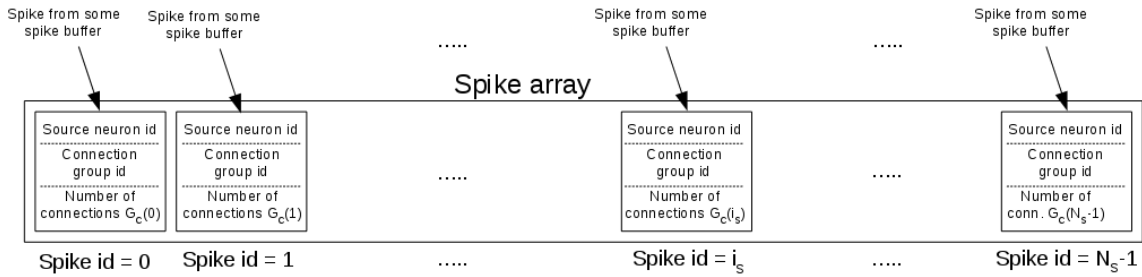 Spike from some
spike buffer
Spike from some
spike buffer
.....
Spike from some
spike buffer
.....
Spike from some
spike buffer
Spike array
Source neuron id
Connection
group id
Number of
connections G_c(0)
Source neuron id
Connection
group id
Number of
connections G_c(1)
.....
Source neuron id
Connection
group id
Number of
connections G_c(i_s)
.....
Source neuron id
Connection
group id
Number of
conn. G_c(N_s-1)
Spike id = 0
Spike id = 1
.....
Spike id = i_s
.....
Spike id = N_s-1